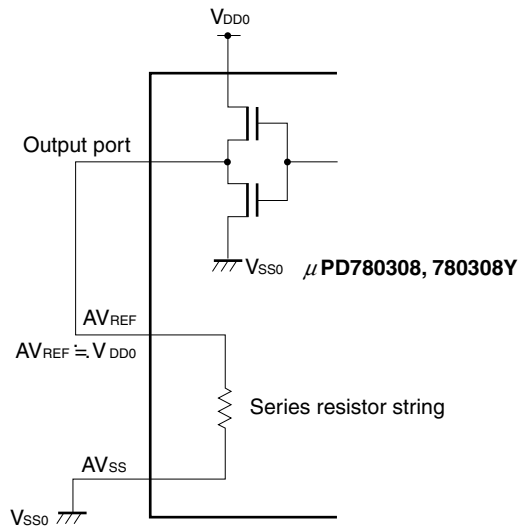 VDD0
Output port
VSS0
μPD780308, 780308Y
AVREF
AVREF ≒ VDD0
Series resistor string
AVSS
VSS0